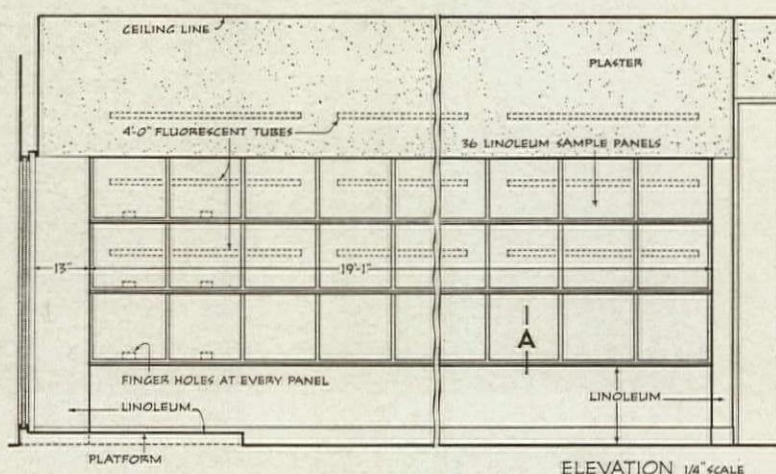 CEILING LINE
PLASTER
4'-0" FLUORESCENT TUBES
36 LINOLEUM SAMPLE PANELS
13"
19'-1"
A
FINGER HOLES AT EVERY PANEL
LINOLEUM
LINOLEUM
PLATFORM
ELEVATION 1/4" SCALE